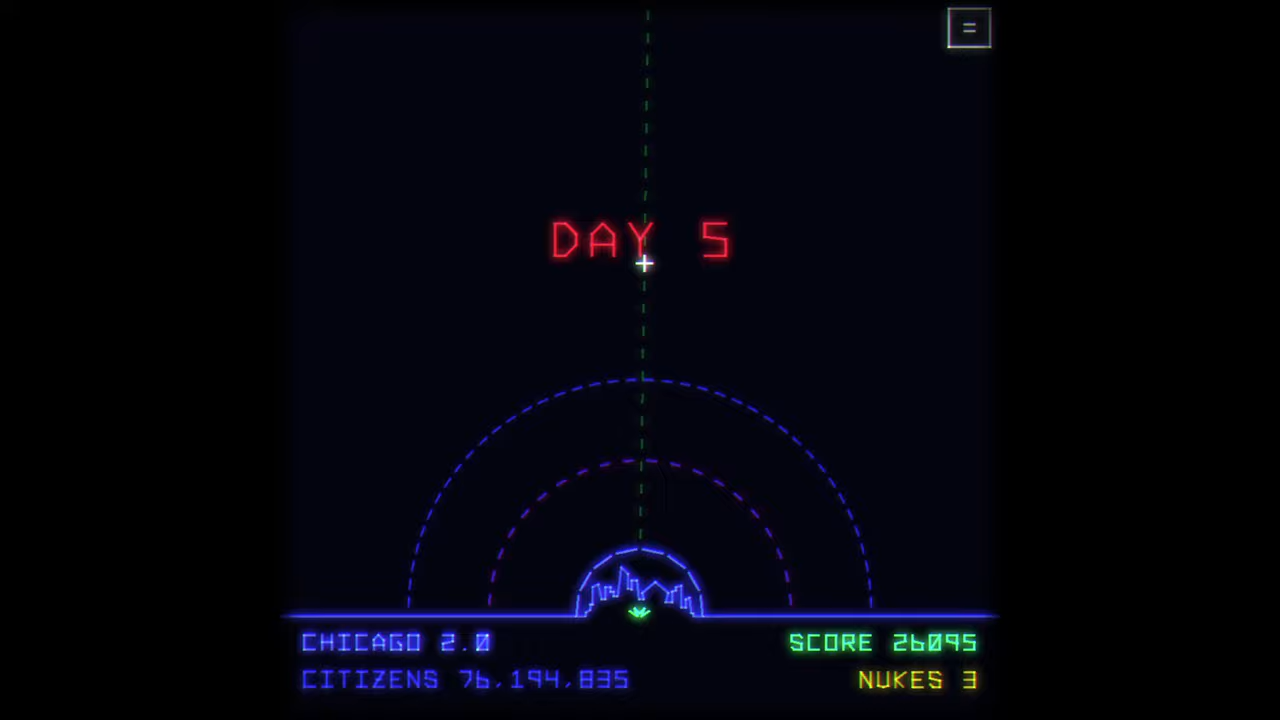 =
DAY 5
CHICAGO 2.0
SCORE 26095
CITIZENS 76,194,835
NUKES 3